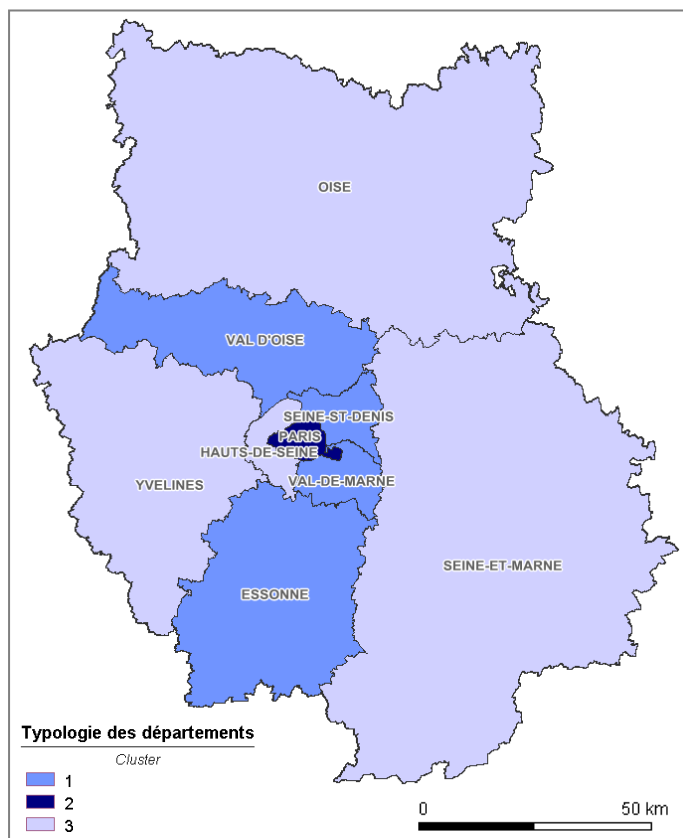 OISE
VAL D'OISE
SEINE-ST-DENIS
PARIS
HAUTS-DE-SEINE
VAL-DE-MARNE
YVELINES
SEINE-ET-MARNE
ESSONNE
Typologie des départements
Cluster
1
2
3
0 50 km